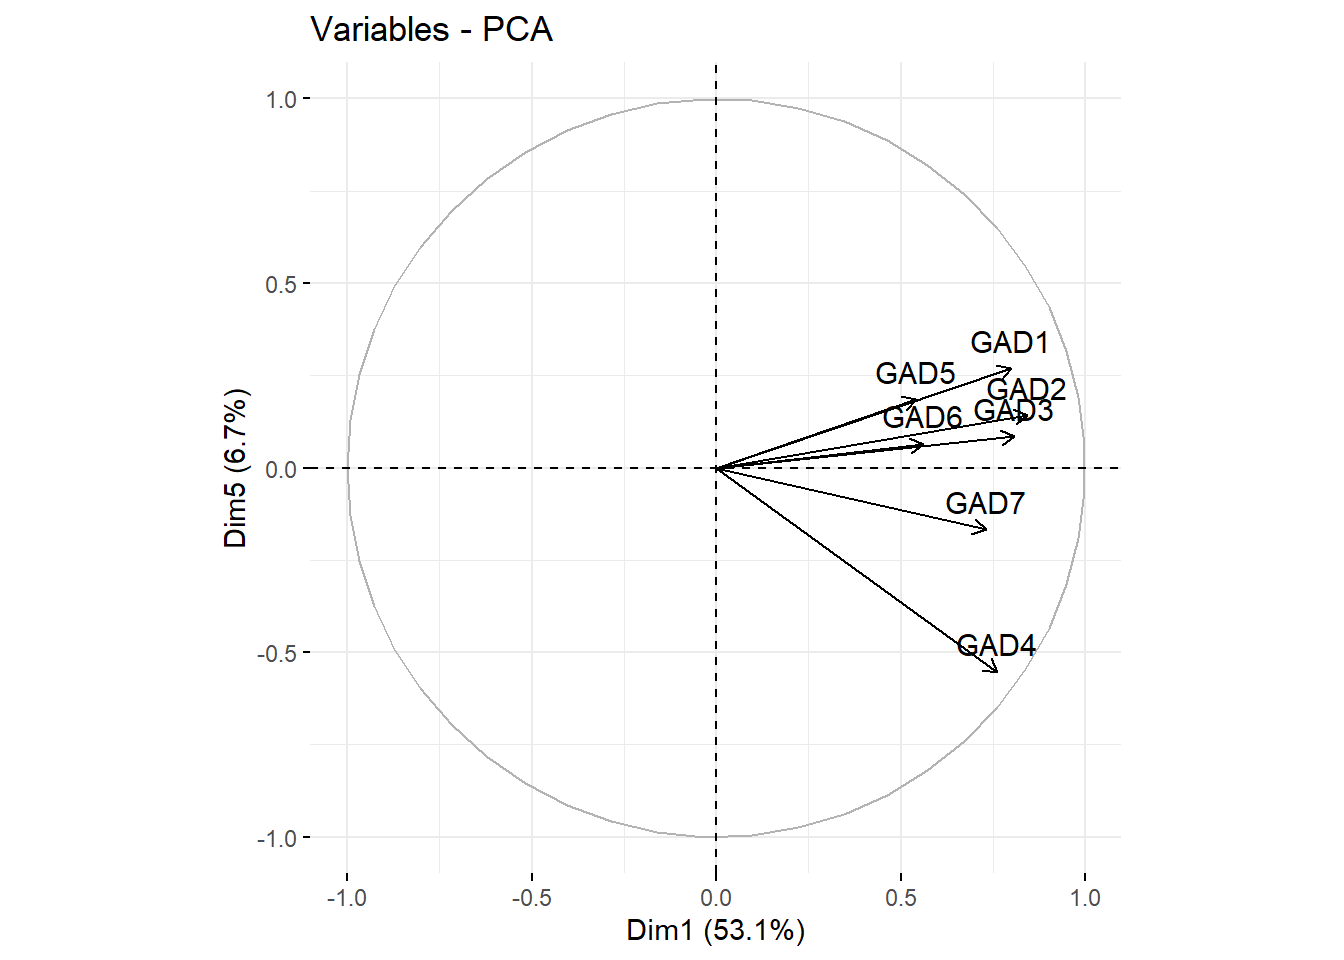 Variables - PCA
1.0
0.5
0.0
-0.5
-1.0
Dim5 (6.7%)
GAD1
GAD5
GAD2
GAD3
GAD6
GAD7
GAD4
-1.0
-0.5
0.0
0.5
1.0
Dim1 (53.1%)